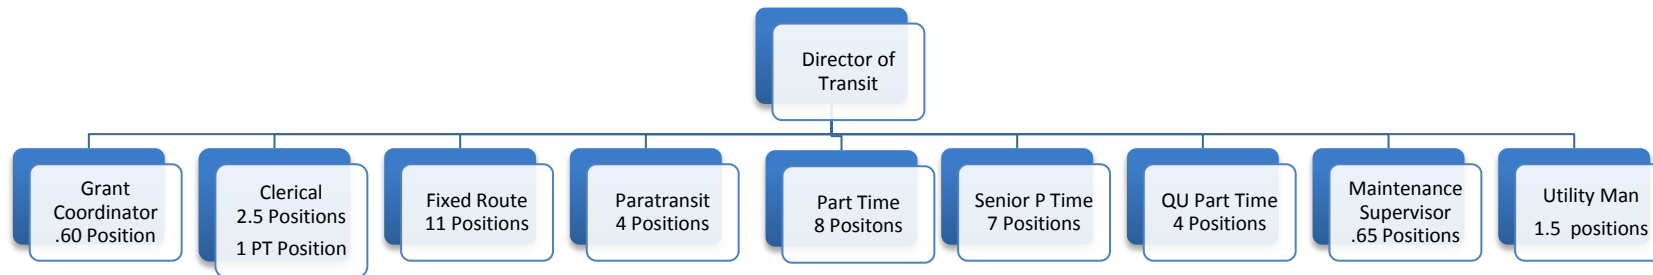 Director of
Transit
Grant
Coordinator
.60 Position
Clerical
2.5 Positions
1 PT Position
Fixed Route
11 Positions
Paratransit
4 Positions
Part Time
8 Positons
Senior P Time
7 Positions
QU Part Time
4 Positions
Maintenance
Supervisor
.65 Positions
Utility Man
1.5 positions